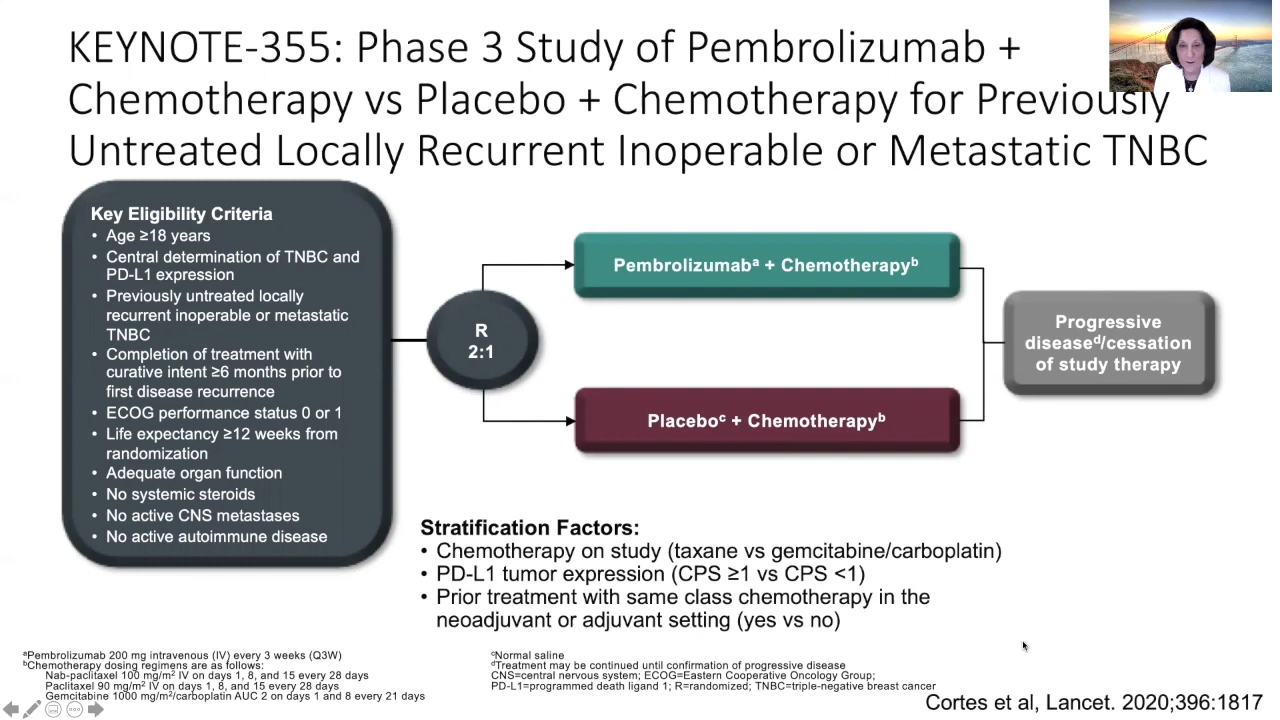 KEYNOTE-355: Phase 3 Study of Pembrolizumab +
Chemotherapy vs Placebo + Chemotherapy for Previously
Untreated Locally Recurrent Inoperable or Metastatic TNBC
Key Eligibility Criteria
• Age ≥18 years
• Central determination of TNBC and
PD-L1 expression
• Previously untreated locally
recurrent inoperable or metastatic
TNBC
• Completion of treatment with
curative intent ≥6 months prior to
first disease recurrence
• ECOG performance status 0 or 1
• Life expectancy ≥12 weeks from
randomization
• Adequate organ function
• No systemic steroids
• No active CNS metastases
• No active autoimmune disease
R
2:1
Pembrolizumabᵃ + Chemotherapyᵇ
Placeboᶜ + Chemotherapyᵇ
Progressive
diseaseᵈ/cessation
of study therapy
Stratification Factors:
• Chemotherapy on study (taxane vs gemcitabine/carboplatin)
• PD-L1 tumor expression (CPS ≥1 vs CPS <1)
• Prior treatment with same class chemotherapy in the
neoadjuvant or adjuvant setting (yes vs no)
ᵃPembrolizumab 200 mg intravenous (IV) every 3 weeks (Q3W)
ᵇChemotherapy dosing regimens are as follows:
Nab-paclitaxel 100 mg/m² IV on days 1, 8, and 15 every 28 days
Paclitaxel 90 mg/m² IV on days 1, 8, and 15 every 28 days
Gemcitabine 1000 mg/m²/carboplatin AUC 2 on days 1 and 8 every 21 days
ᶜNormal saline
ᵈTreatment may be continued until confirmation of progressive disease
CNS=central nervous system; ECOG=Eastern Cooperative Oncology Group;
PD-L1=programmed death ligand 1; R=randomized; TNBC=triple-negative breast cancer
Cortes et al, Lancet. 2020;396:1817